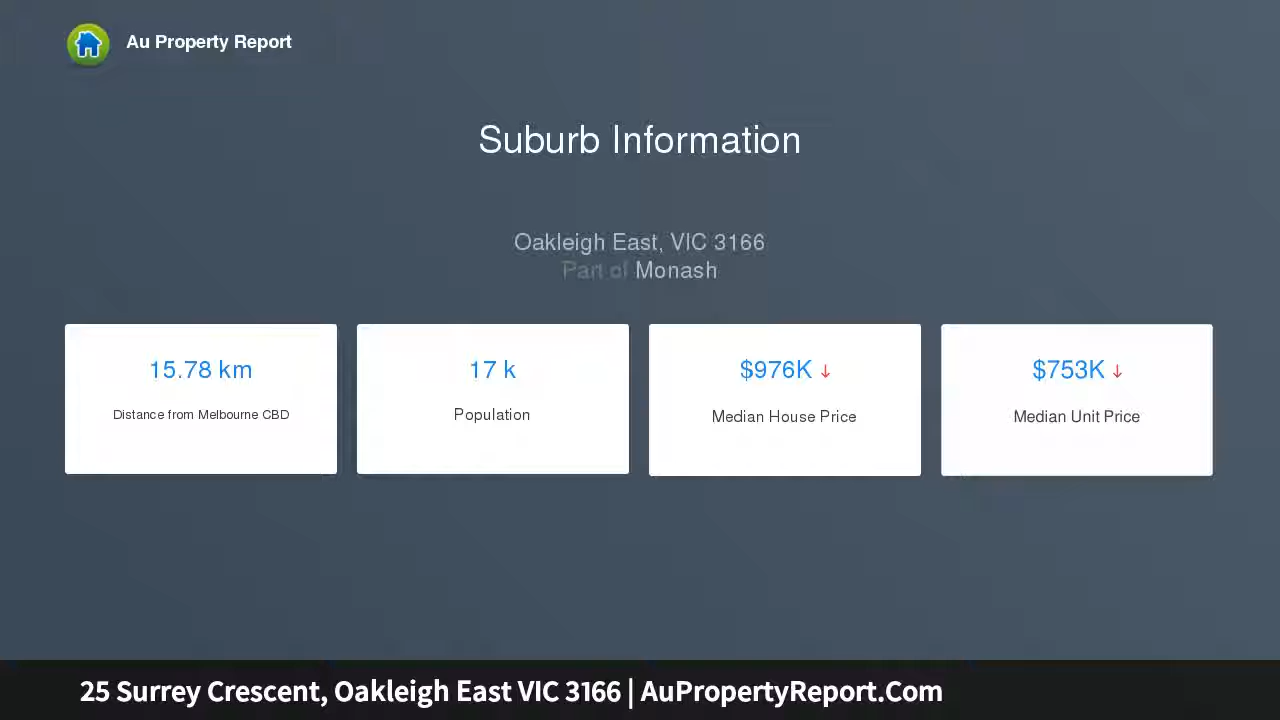 Au Property Report
Suburb Information
Oakleigh East, VIC 3166
Part of Monash
15.78 km
Distance from Melbourne CBD
17 k
Population
$976K ↓
Median House Price
$753K ↓
Median Unit Price
25 Surrey Crescent, Oakleigh East VIC 3166 | AuPropertyReport.Com